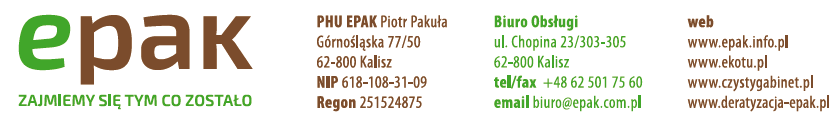 epak
ZAJMIEMY SIĘ TYM CO ZOSTAŁO
PHU EPAK Piotr Pakuła
Górnośląska 77/50
62-800 Kalisz
NIP 618-108-31-09
Regon 251524875
Biuro Obsługi
ul. Chopina 23/303-305
62-800 Kalisz
tel/fax +48 62 501 75 60
email biuro@epak.com.pl
web
www.epak.info.pl
www.ekotu.pl
www.czystygabinet.pl
www.deratyzacja-epak.pl